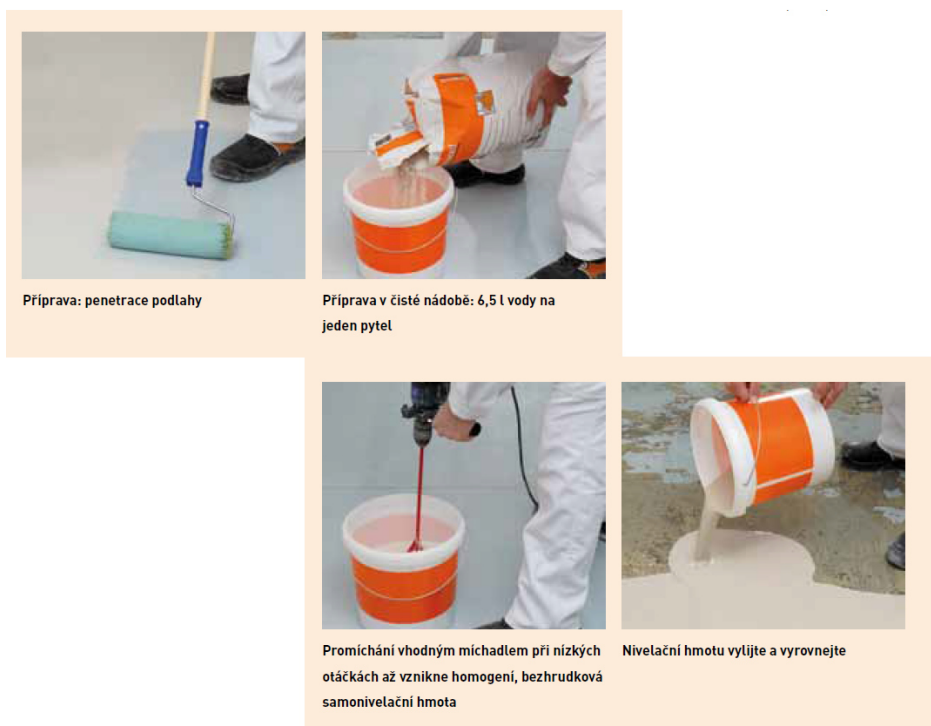 Příprava: penetrace podlahy
Příprava v čisté nádobě: 6,5 l vody na
jeden pytel
Promíchání vhodným míchadlem při nízkých
otáčkách až vznikne homogení, bezhrudková
samonivelační hmota
Nivelační hmotu vylijte a vyrovnejte